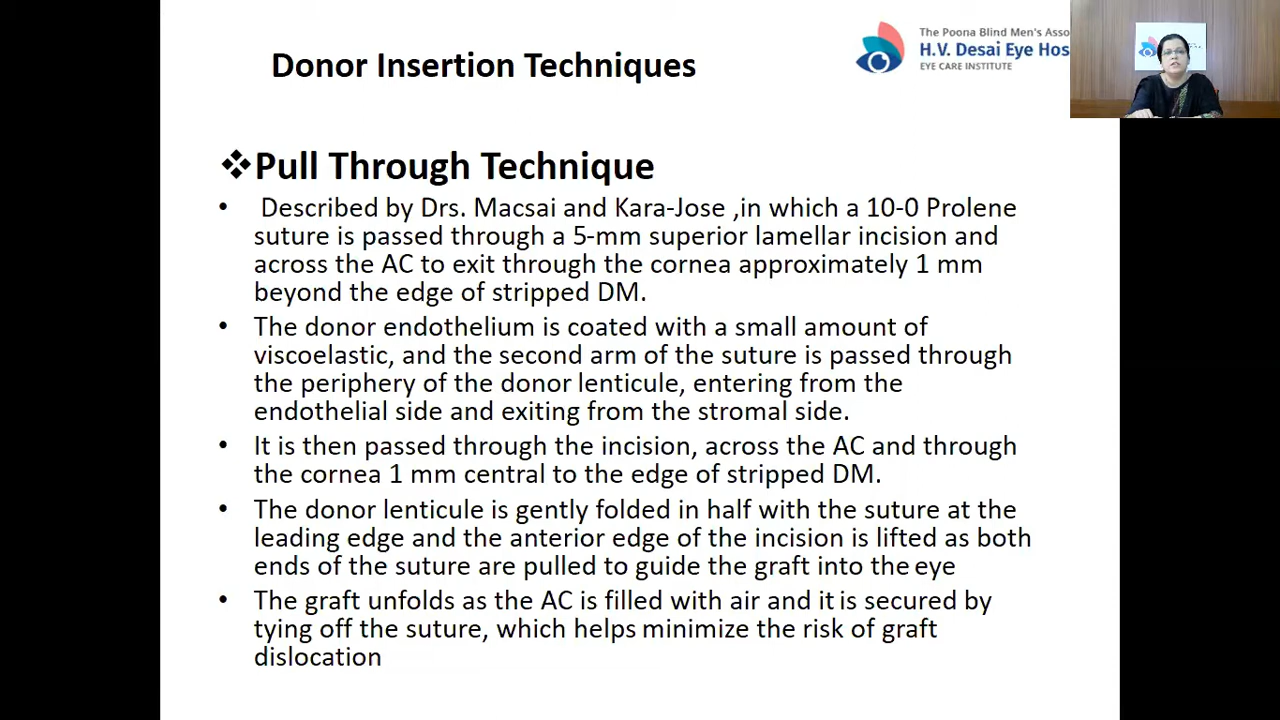 Donor Insertion Techniques
The Poona Blind Men's Asso
H.V. Desai Eye Hos
EYE CARE INSTITUTE
❖Pull Through Technique
• Described by Drs. Macsai and Kara-Jose ,in which a 10-0 Prolene
suture is passed through a 5-mm superior lamellar incision and
across the AC to exit through the cornea approximately 1 mm
beyond the edge of stripped DM.
• The donor endothelium is coated with a small amount of
viscoelastic, and the second arm of the suture is passed through
the periphery of the donor lenticule, entering from the
endothelial side and exiting from the stromal side.
• It is then passed through the incision, across the AC and through
the cornea 1 mm central to the edge of stripped DM.
• The donor lenticule is gently folded in half with the suture at the
leading edge and the anterior edge of the incision is lifted as both
ends of the suture are pulled to guide the graft into the eye
• The graft unfolds as the AC is filled with air and it is secured by
tying off the suture, which helps minimize the risk of graft
dislocation